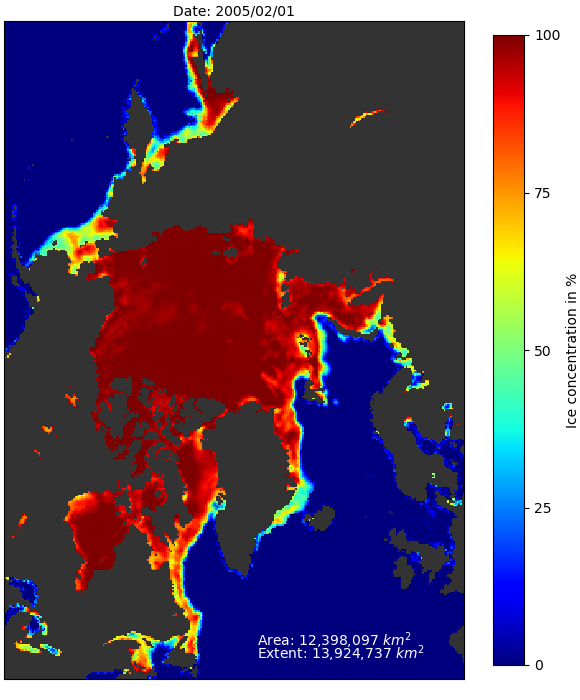 Date: 2005/02/01
100
75
50
25
0
Ice concentration in %
Area: 12,398,097 km²
Extent: 13,924,737 km²